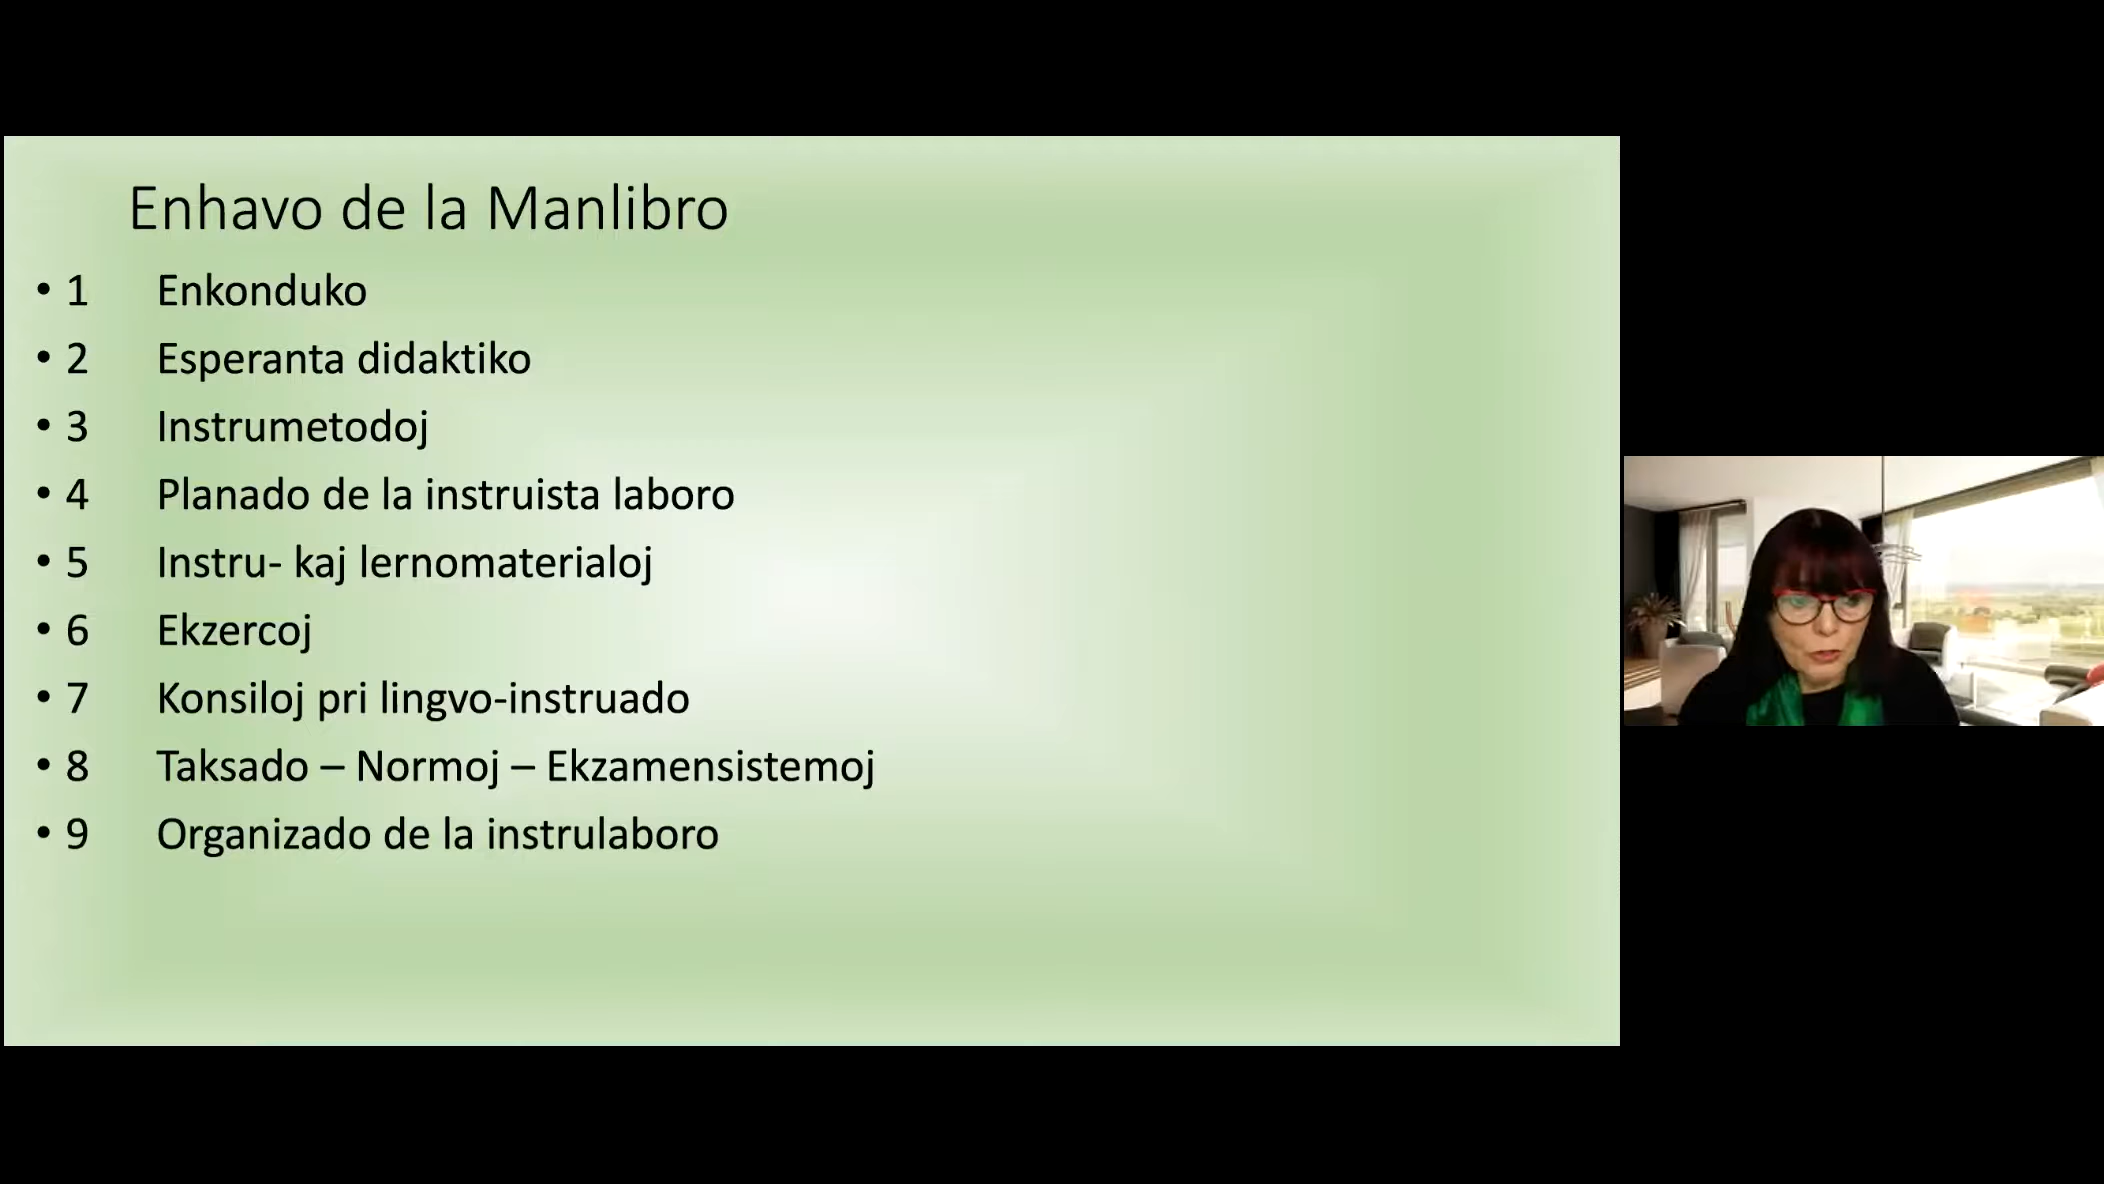 Enhavo de la Manlibro
• 1 Enkonduko
• 2 Esperanta didaktiko
• 3 Instrumetodoj
• 4 Planado de la instruista laboro
• 5 Instru- kaj lernomaterialoj
• 6 Ekzercoj
• 7 Konsiloj pri lingvo-instruado
• 8 Taksado – Normoj – Ekzamensistemoj
• 9 Organizado de la instrulaboro